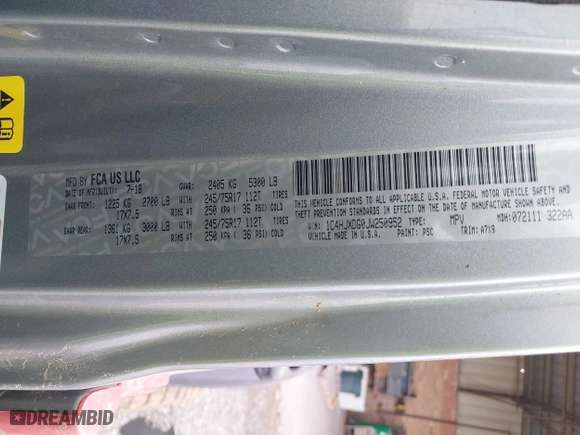 MFD BY FCA US LLC
DATE OF MFR(BUILT): 7-18
GVWR: 2405 KG 5300 LB
GAWR FRONT: 1225 KG 2700 LB 245/75R17 112T TIRES
17X7.5 RIMS AT 250 KPA ( 36 PSI) COLD
GAWR REAR: 1361 KG 3000 LB 245/75R17 112T TIRES
17X7.5 RIMS AT 250 KPA ( 36 PSI) COLD
THIS VEHICLE CONFORMS TO ALL APPLICABLE U.S.A. FEDERAL MOTOR VEHICLE SAFETY AND
THEFT PREVENTION STANDARDS IN EFFECT ON THE DATE OF MANUFACTURE SHOWN ABOVE.
VIN: 1C4HJXDG0JW250952 TYPE: MPV MDH: 072111 322AA
VEHICLE MADE IN U.S.A. PAINT: PSC TRIM: A7X9
DREAMBID